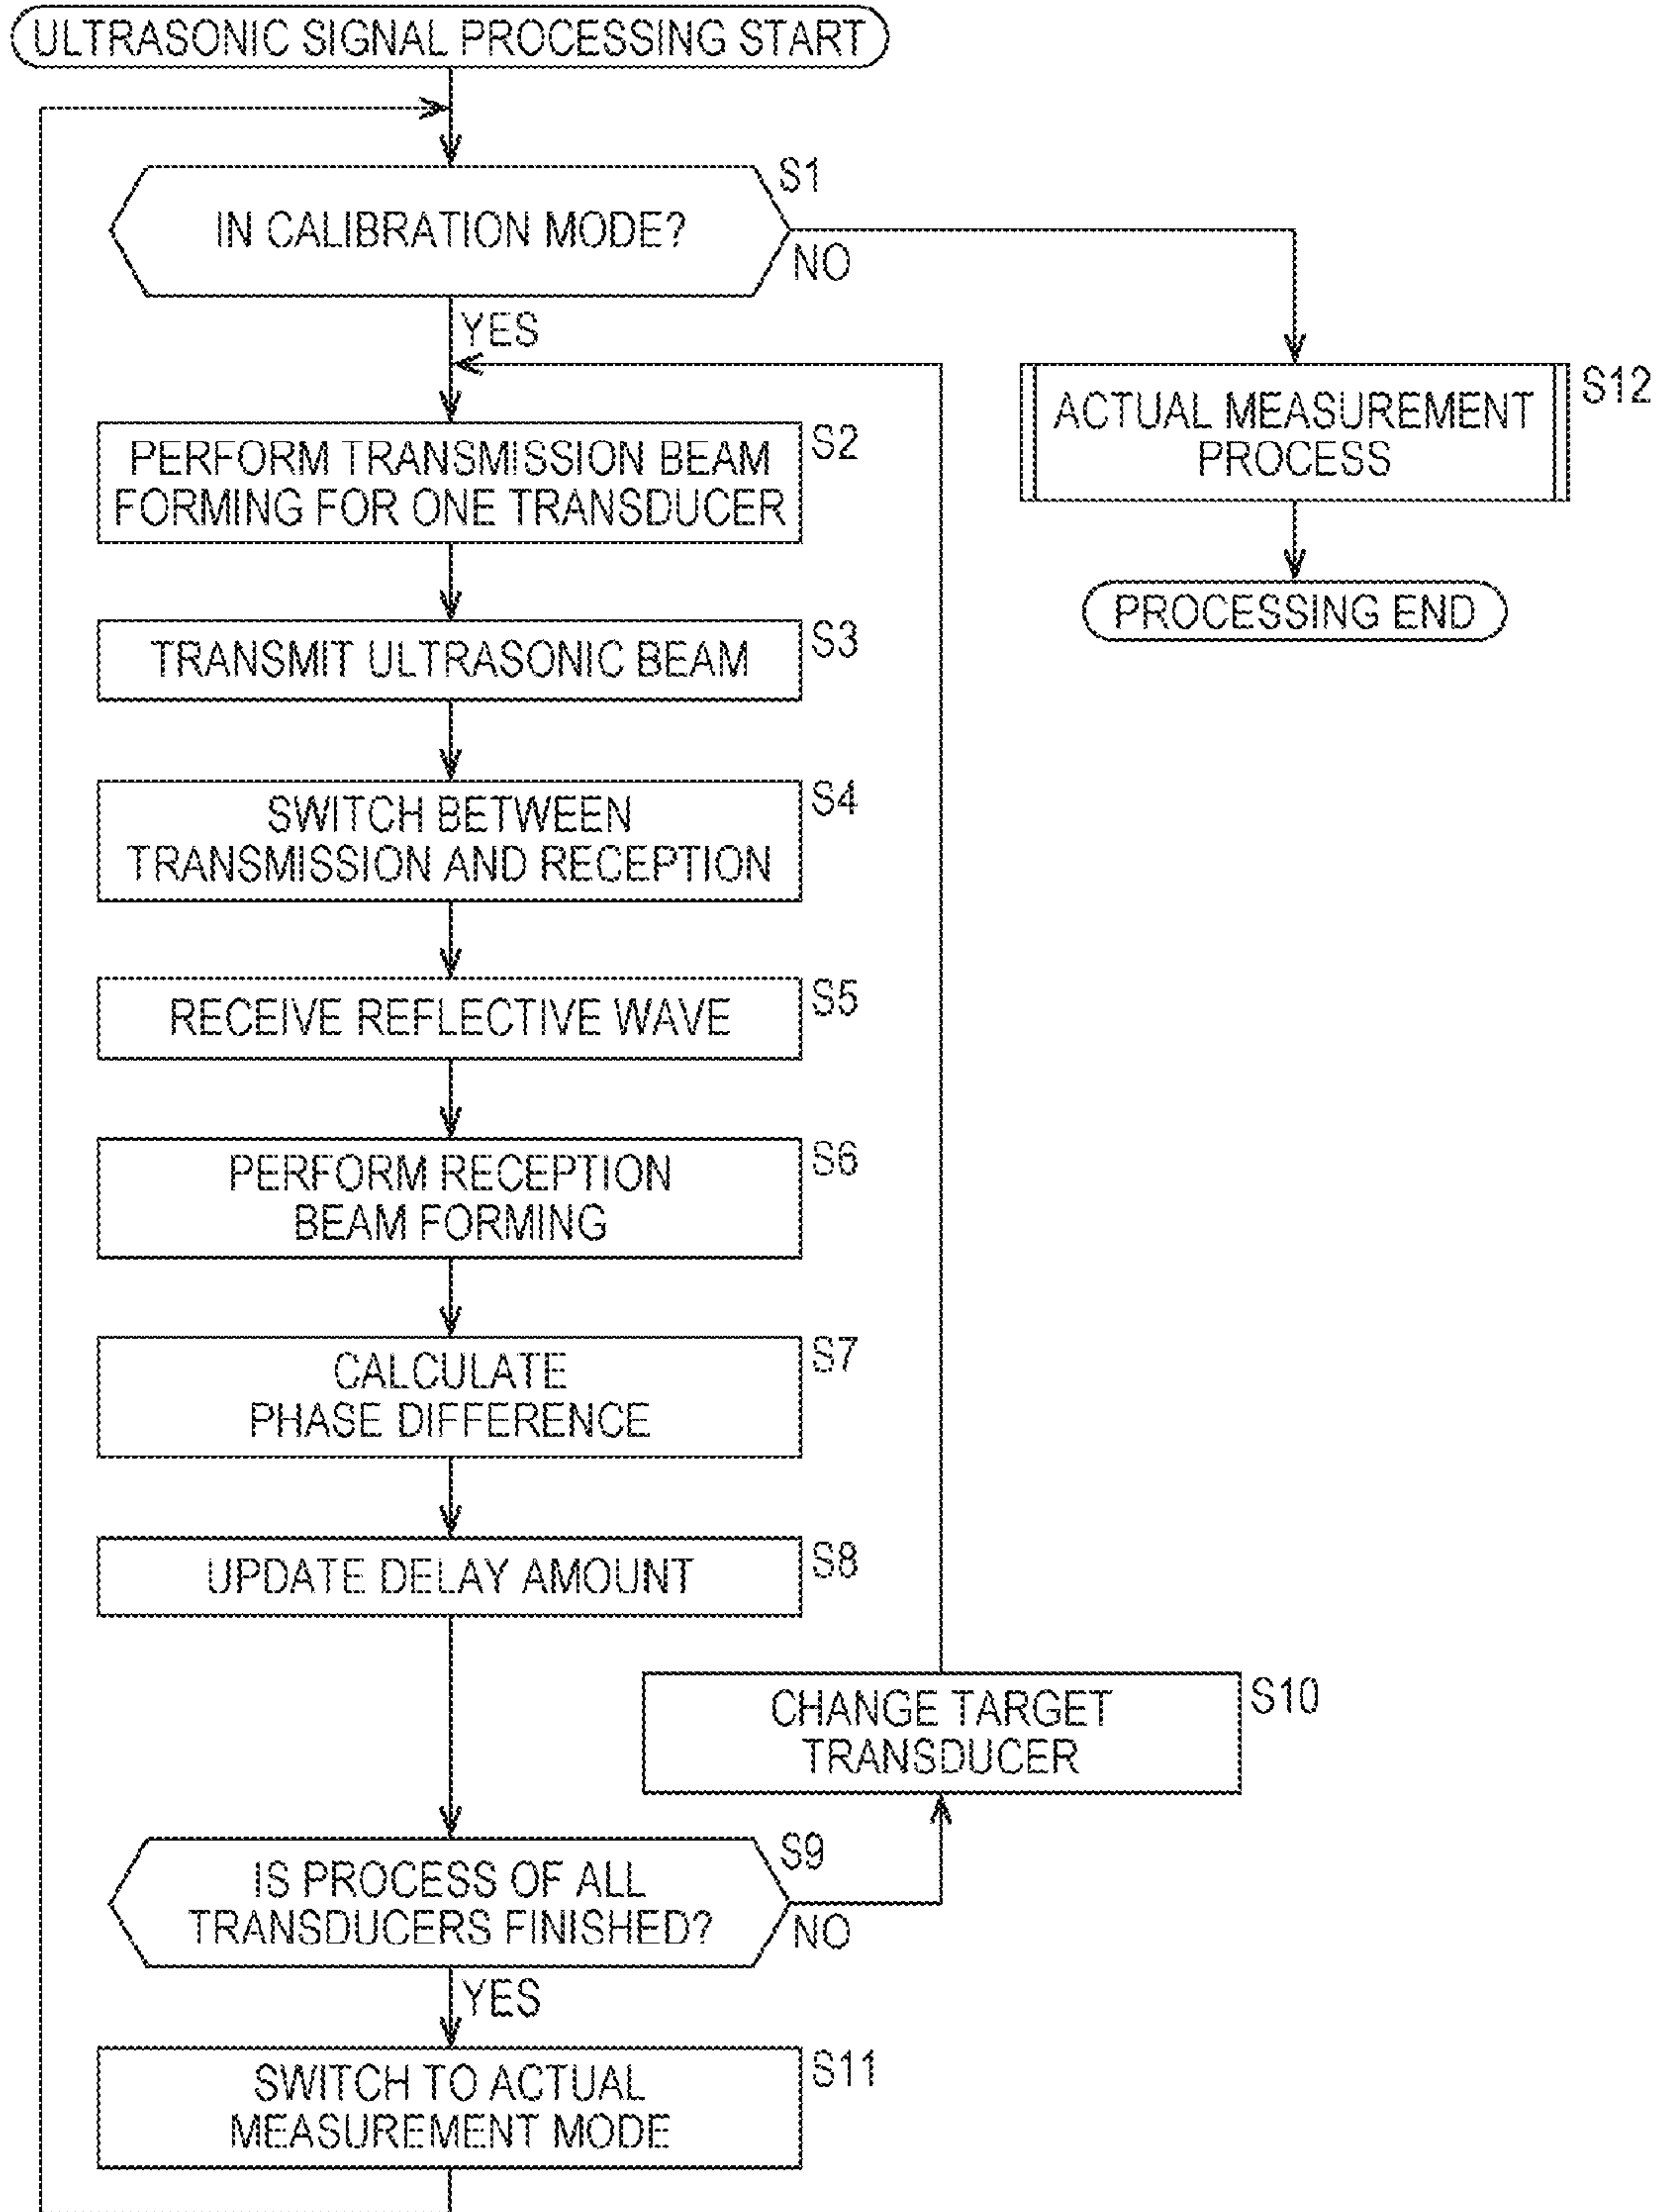 ULTRASONIC SIGNAL PROCESSING START
S1
IN CALIBRATION MODE?
NO
YES
S12
ACTUAL MEASUREMENT
PROCESS
PROCESSING END
S2
PERFORM TRANSMISSION BEAM
FORMING FOR ONE TRANSDUCER
S3
TRANSMIT ULTRASONIC BEAM
S4
SWITCH BETWEEN
TRANSMISSION AND RECEPTION
S5
RECEIVE REFLECTIVE WAVE
S6
PERFORM RECEPTION
BEAM FORMING
S7
CALCULATE
PHASE DIFFERENCE
S8
UPDATE DELAY AMOUNT
S10
CHANGE TARGET
TRANSDUCER
S9
IS PROCESS OF ALL
TRANSDUCERS FINISHED?
NO
YES
S11
SWITCH TO ACTUAL
MEASUREMENT MODE